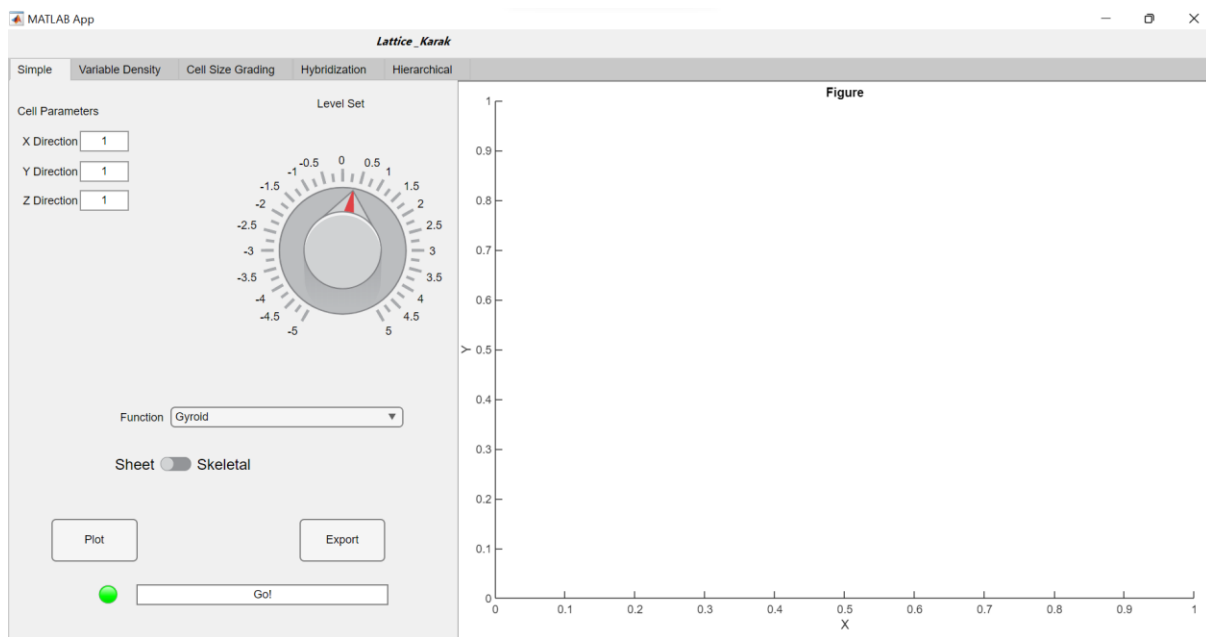 MATLAB App
Lattice_Karak
Simple Variable Density Cell Size Grading Hybridization Hierarchical
Cell Parameters
X Direction 1
Y Direction 1
Z Direction 1
Level Set
-5
-4.5
-4
-3.5
-3
-2.5
-2
-1.5
-1
-0.5
0
0.5
1
1.5
2
2.5
3
3.5
4
4.5
5
Function Gyroid
Sheet Skeletal
Plot Export
Go!
Figure
1
0.9
0.8
0.7
0.6
0.5
0.4
0.3
0.2
0.1
0
Y
0 0.1 0.2 0.3 0.4 0.5 0.6 0.7 0.8 0.9 1
X